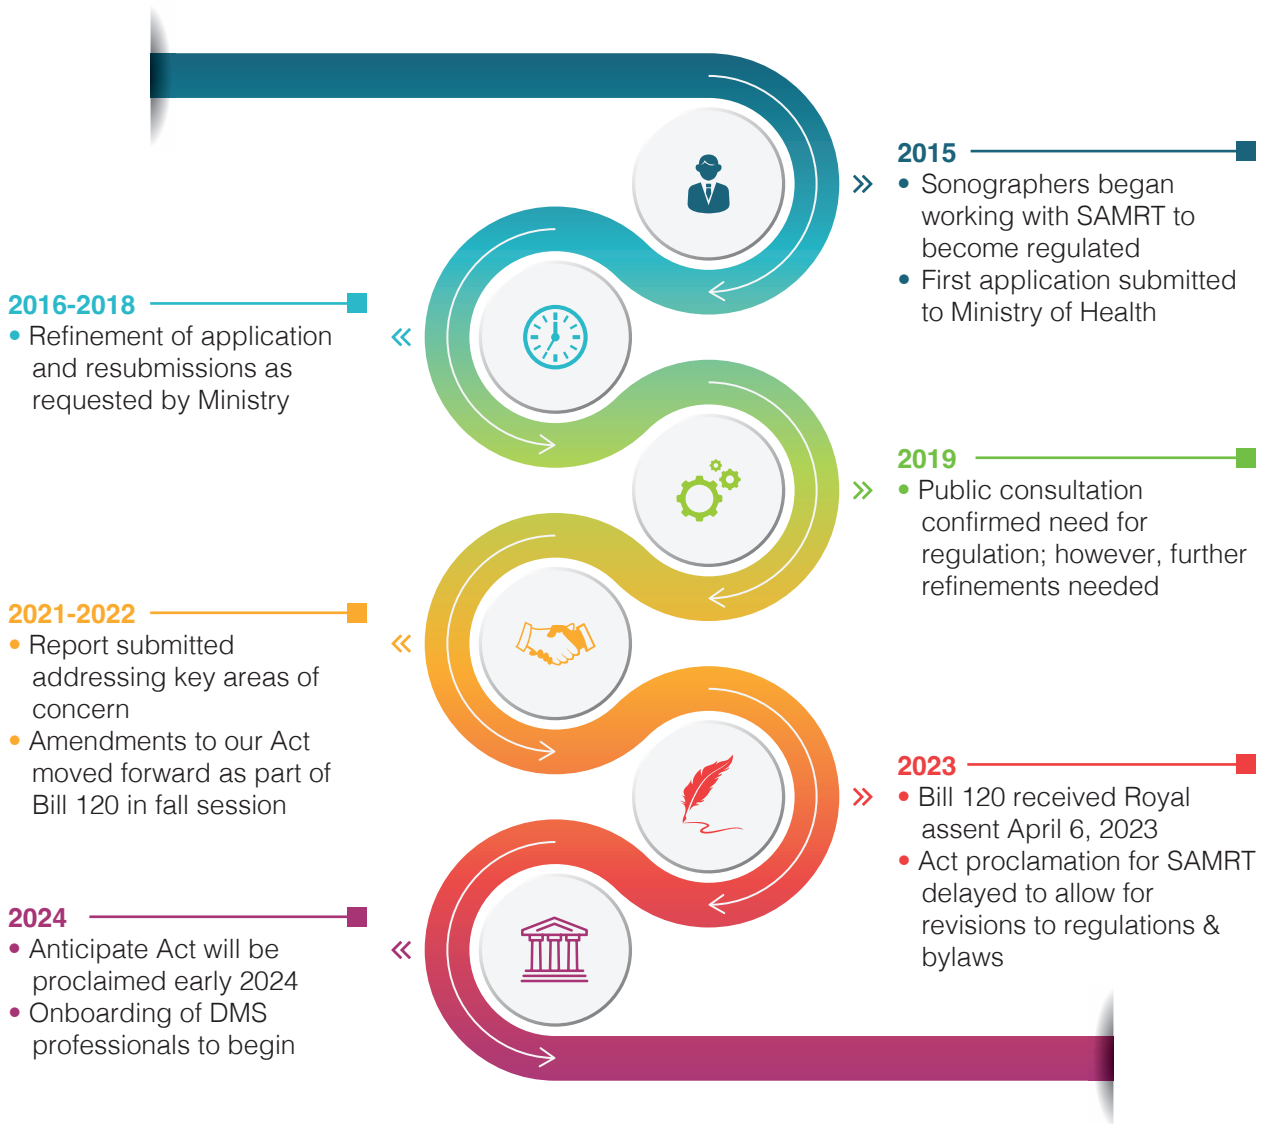 2015
• Sonographers began
working with SAMRT to
become regulated
• First application submitted
to Ministry of Health
2016-2018
• Refinement of application
and resubmissions as
requested by Ministry
2019
• Public consultation
confirmed need for
regulation; however, further
refinements needed
2021-2022
• Report submitted
addressing key areas of
concern
• Amendments to our Act
moved forward as part of
Bill 120 in fall session
2023
• Bill 120 received Royal
assent April 6, 2023
• Act proclamation for SAMRT
delayed to allow for
revisions to regulations &
bylaws
2024
• Anticipate Act will be
proclaimed early 2024
• Onboarding of DMS
professionals to begin